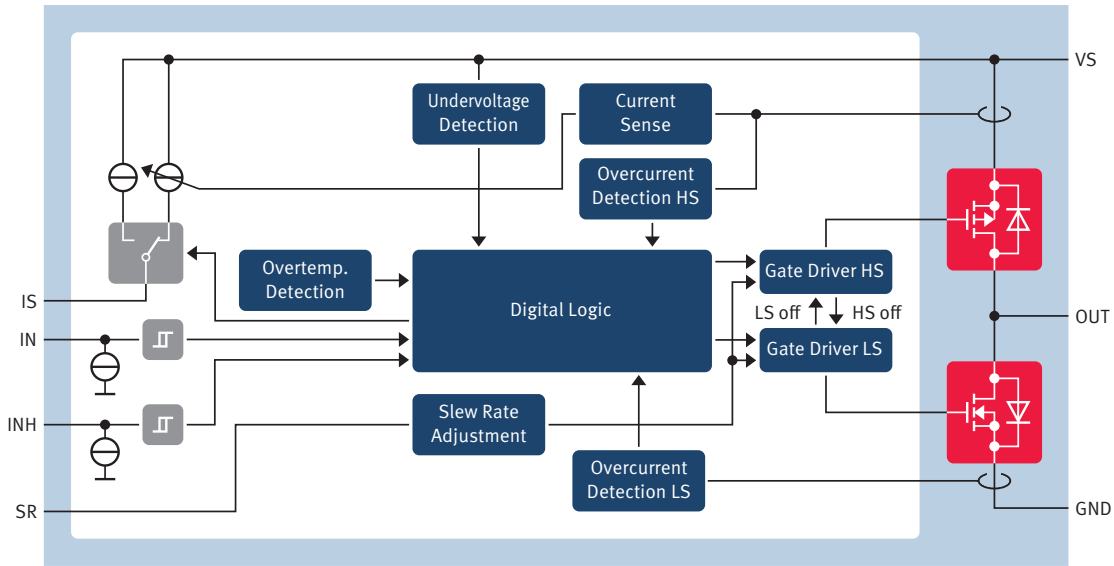 VS
Undervoltage
Detection
Current
Sense
Overcurrent
Detection HS
Overtemp.
Detection
Digital Logic
Gate Driver HS
LS off
HS off
Gate Driver LS
IS
IN
OUT
INH
Slew Rate
Adjustment
Overcurrent
Detection LS
SR
GND